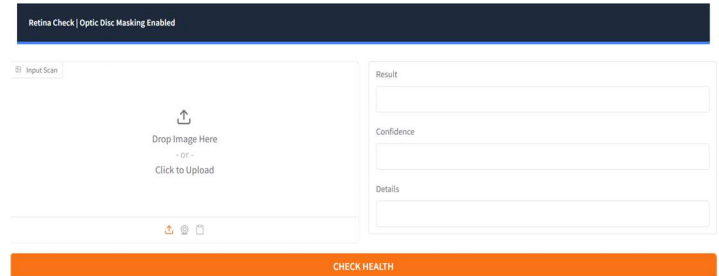 Retina Check | Optic Disc Masking Enabled
Input Scan
Drop Image Here
- or -
Click to Upload
Result
Confidence
Details
CHECK HEALTH